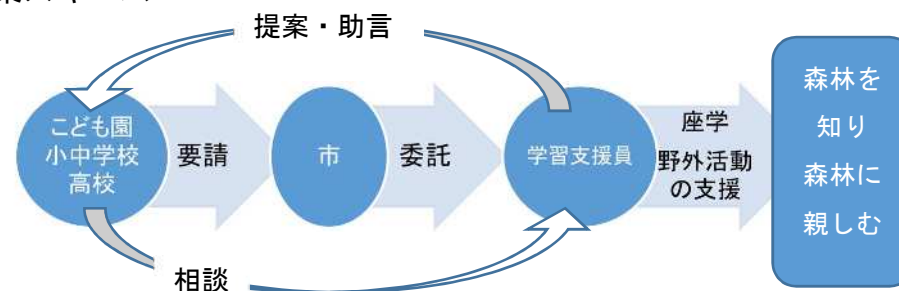 提案・助言
こども園
小中学校
高校
要請
市
委託
学習支援員
座学
野外活動
の支援
森林を
知り
森林に
親しむ
相談